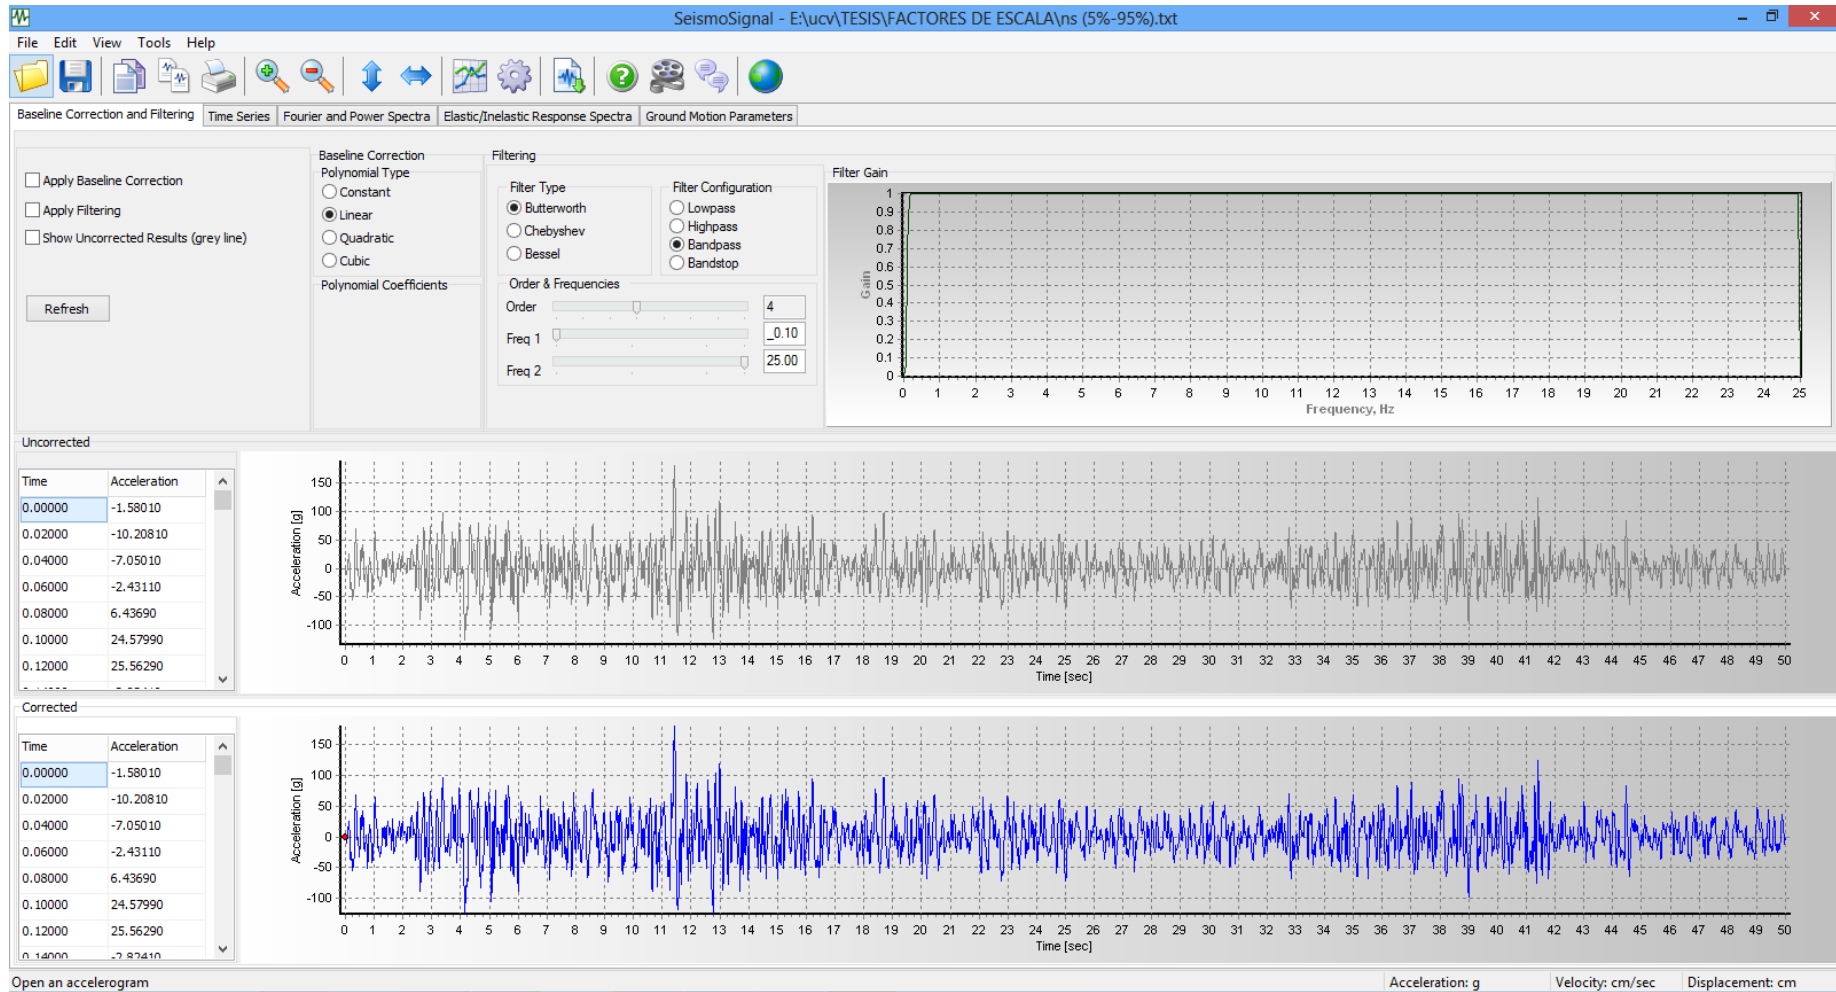 SeismoSignal - E:\ucv\TESIS\FACTORES DE ESCALA\ns (5%-95%).txt
File Edit View Tools Help
Baseline Correction and Filtering Time Series Fourier and Power Spectra Elastic/Inelastic Response Spectra Ground Motion Parameters
Apply Baseline Correction
Apply Filtering
Show Uncorrected Results (grey line)
Refresh
Baseline Correction
Polynomial Type
Constant
Linear
Quadratic
Cubic
Polynomial Coefficients
Filtering
Filter Type
Butterworth
Chebyshev
Bessel
Filter Configuration
Lowpass
Highpass
Bandpass
Bandstop
Order & Frequencies
Order 4
Freq 1 _0.10
Freq 2 25.00
Filter Gain
1
0.9
0.8
0.7
0.6
0.5
0.4
0.3
0.2
0.1
0
Gain
0 1 2 3 4 5 6 7 8 9 10 11 12 13 14 15 16 17 18 19 20 21 22 23 24 25
Frequency, Hz
Uncorrected
Time Acceleration
0.00000 -1.58010
0.02000 -10.20810
0.04000 -7.05010
0.06000 -2.43110
0.08000 6.43690
0.10000 24.57990
0.12000 25.56290
150
100
50
0
-50
-100
Acceleration [g]
0 1 2 3 4 5 6 7 8 9 10 11 12 13 14 15 16 17 18 19 20 21 22 23 24 25 26 27 28 29 30 31 32 33 34 35 36 37 38 39 40 41 42 43 44 45 46 47 48 49 50
Time [sec]
Corrected
Time Acceleration
0.00000 -1.58010
0.02000 -10.20810
0.04000 -7.05010
0.06000 -2.43110
0.08000 6.43690
0.10000 24.57990
0.12000 25.56290
0.14000 -2.82410
150
100
50
0
-50
-100
Acceleration [g]
0 1 2 3 4 5 6 7 8 9 10 11 12 13 14 15 16 17 18 19 20 21 22 23 24 25 26 27 28 29 30 31 32 33 34 35 36 37 38 39 40 41 42 43 44 45 46 47 48 49 50
Time [sec]
Open an accelerogram
Acceleration: g Velocity: cm/sec Displacement: cm